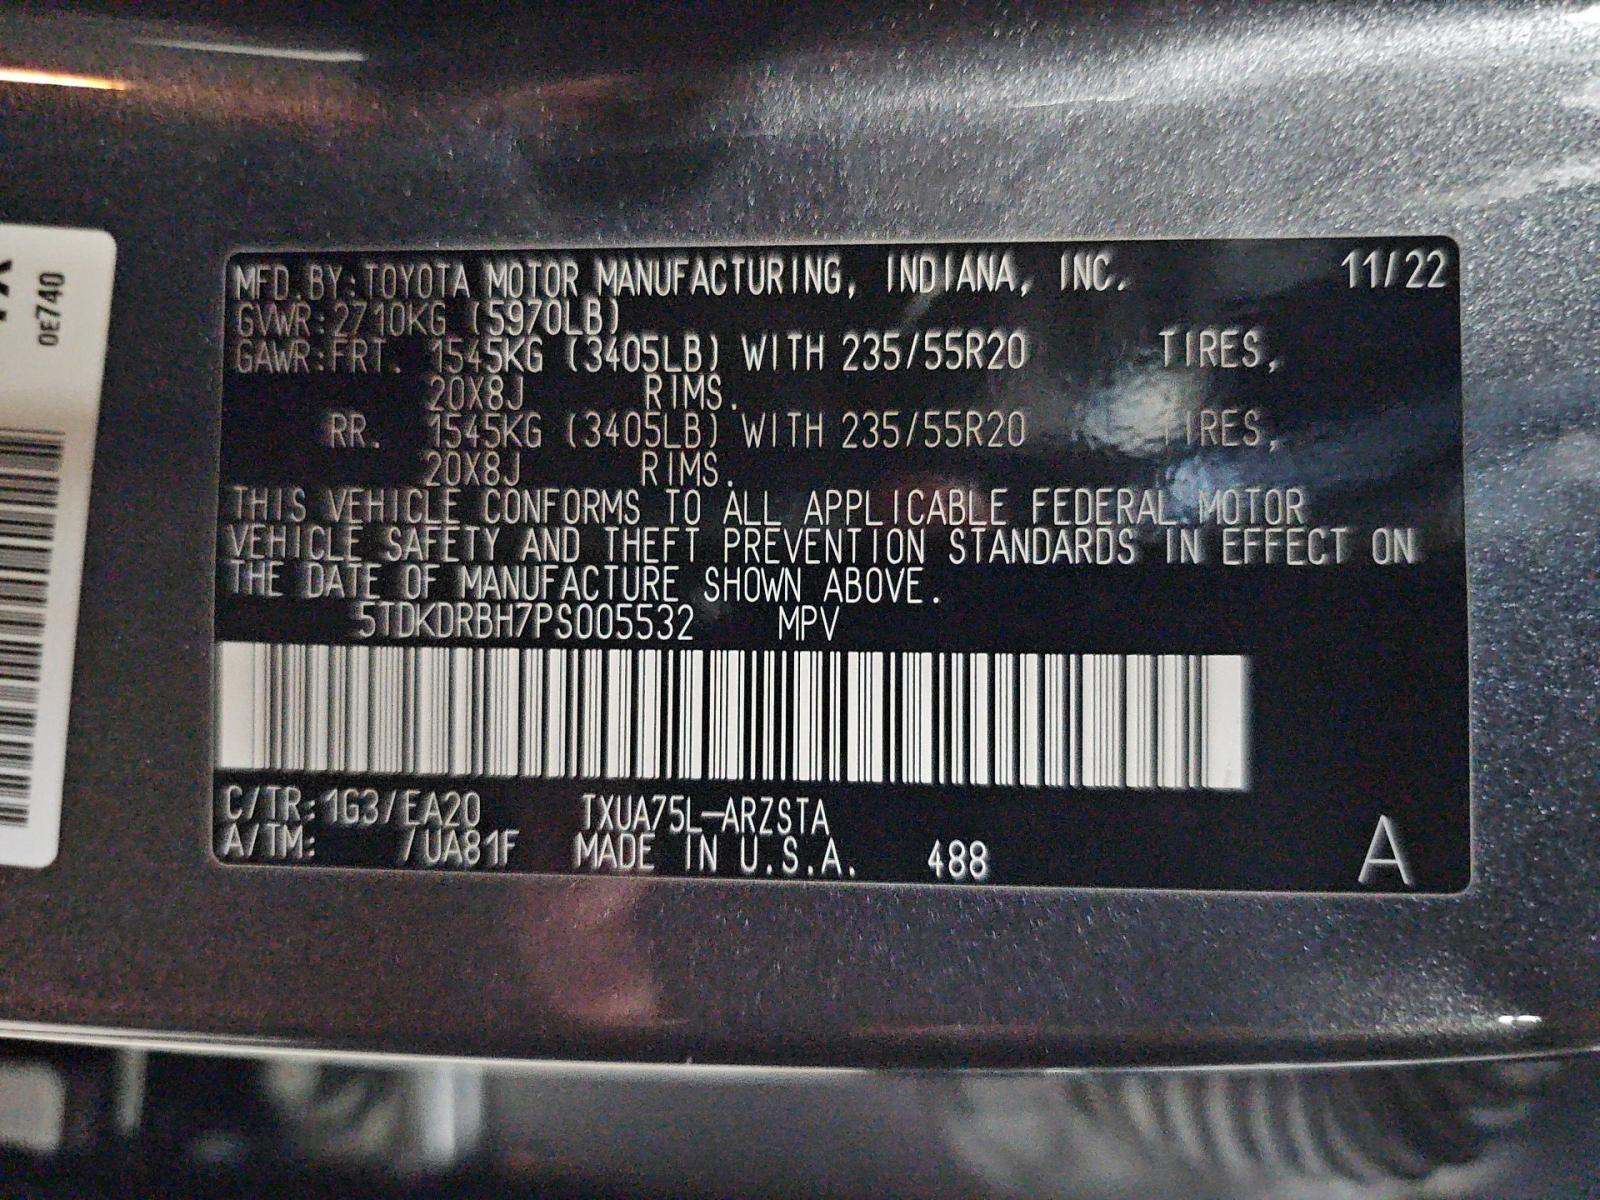 MFD.BY:TOYOTA MOTOR MANUFACTURING, INDIANA, INC. 11/22
GVWR:2710KG (5970LB)
GAWR:FRT. 1545KG (3405LB) WITH 235/55R20 TIRES,
20X8J RIMS.
RR. 1545KG (3405LB) WITH 235/55R20 TIRES,
20X8J RIMS.
THIS VEHICLE CONFORMS TO ALL APPLICABLE FEDERAL MOTOR
VEHICLE SAFETY AND THEFT PREVENTION STANDARDS IN EFFECT ON
THE DATE OF MANUFACTURE SHOWN ABOVE.
5TDKDRBH7PS005532 MPV
C/TR:1G3/EA20 TXUA75L-ARZSTA
A/TM: /UA81F MADE IN U.S.A. 488 A
0E740